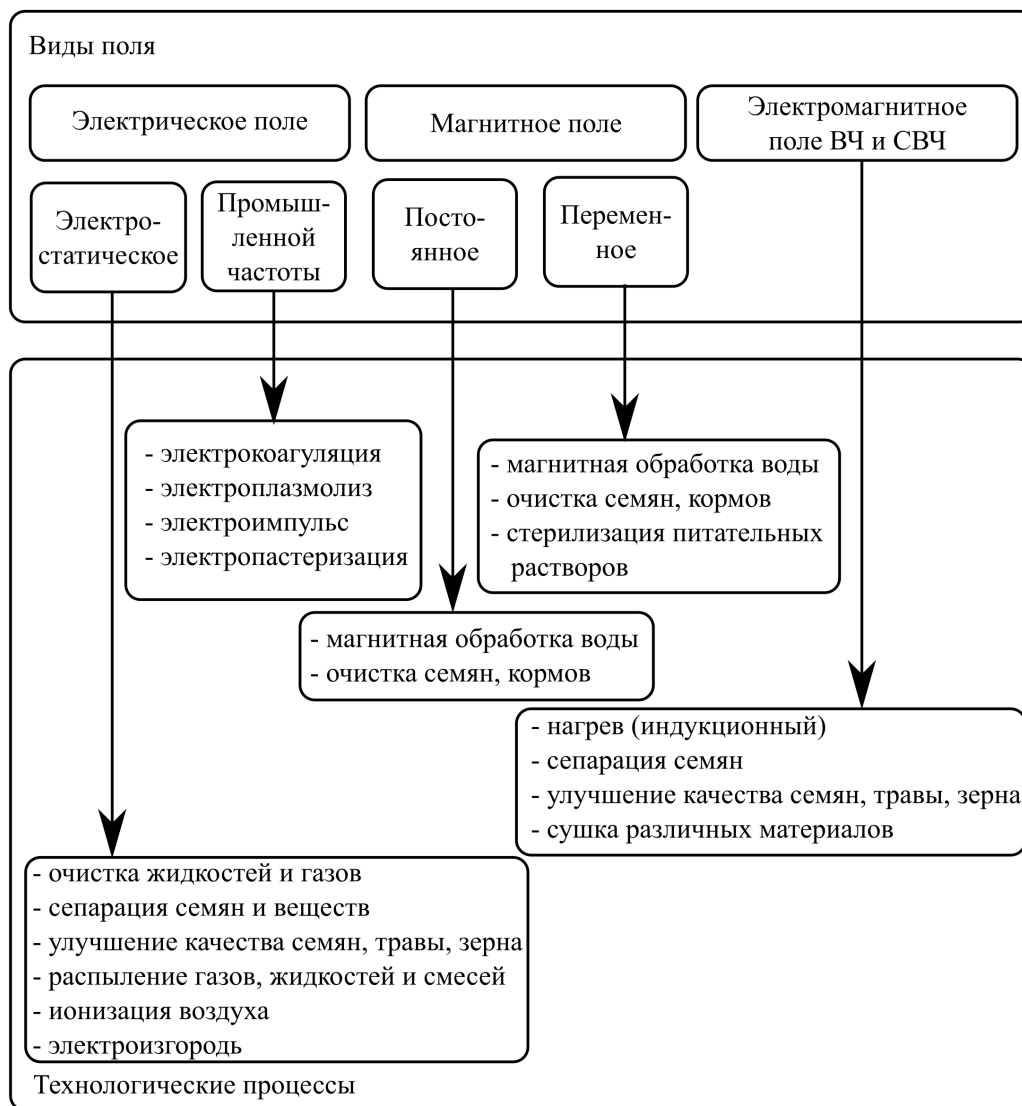 Виды поля
Электрическое поле
Магнитное поле
Электромагнитное
поле ВЧ и СВЧ
Электро-
статическое
Промыш-
ленной
частоты
Посто-
янное
Перемен-
ное
- электрокоагуляция
- электроплазмолиз
- электроимпульс
- электропастеризация
- магнитная обработка воды
- очистка семян, кормов
- стерилизация питательных
растворов
- магнитная обработка воды
- очистка семян, кормов
- нагрев (индукционный)
- сепарация семян
- улучшение качества семян, травы, зерна
- сушка различных материалов
- очистка жидкостей и газов
- сепарация семян и веществ
- улучшение качества семян, травы, зерна
- распыление газов, жидкостей и смесей
- ионизация воздуха
- электроизгородь
Технологические процессы